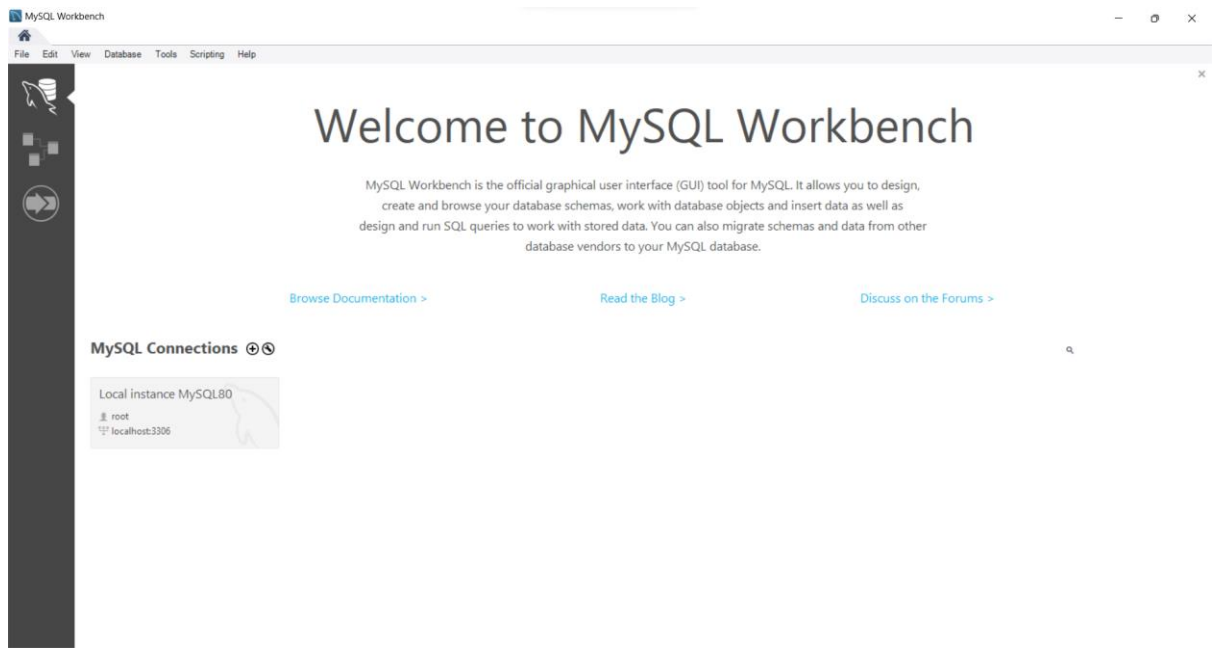 MySQL Workbench
File Edit View Database Tools Scripting Help
Welcome to MySQL Workbench
MySQL Workbench is the official graphical user interface (GUI) tool for MySQL. It allows you to design,
create and browse your database schemas, work with database objects and insert data as well as
design and run SQL queries to work with stored data. You can also migrate schemas and data from other
database vendors to your MySQL database.
Browse Documentation > Read the Blog > Discuss on the Forums >
MySQL Connections
Local instance MySQL80
root
localhost:3306